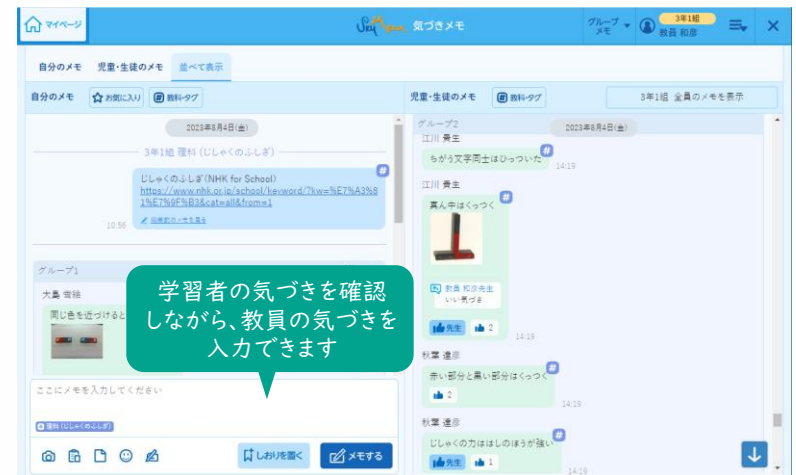 マイページ
気づきメモ
グループ
メモ
3年1組
教員 和彦
自分のメモ
児童・生徒のメモ
並べて表示
自分のメモ
お気に入り
教科・タグ
2023年8月4日(金)
3年1組 理科 (じしゃくのふしぎ)
じしゃくのふしぎ(NHK for School)
https://www.nhk.or.jp/school/keyword/?kw=%E7%A3%8
1%E7%9F%B3&cat=all&from=1
10:56
グループ1
同じ色を近づけると
学習者の気づきを確認
しながら、教員の気づきを
入力できます
ここにメモを入力してください
理科 (じしゃくのふしぎ)
しおりを置く
メモする
児童・生徒のメモ
教科・タグ
3年1組 全員のメモを表示
グループ2
2023年8月4日(金)
江川 貴生
ちがう文字同士はひっついた
14:19
江川 貴生
真ん中はくっつく
教員 和彦先生
いい気づき
先生
2
14:19
秋葉 達彦
赤い部分と黒い部分はくっつく
2
14:19
秋葉 達彦
じしゃくの力ははしのほうが強い
先生
1
14:19